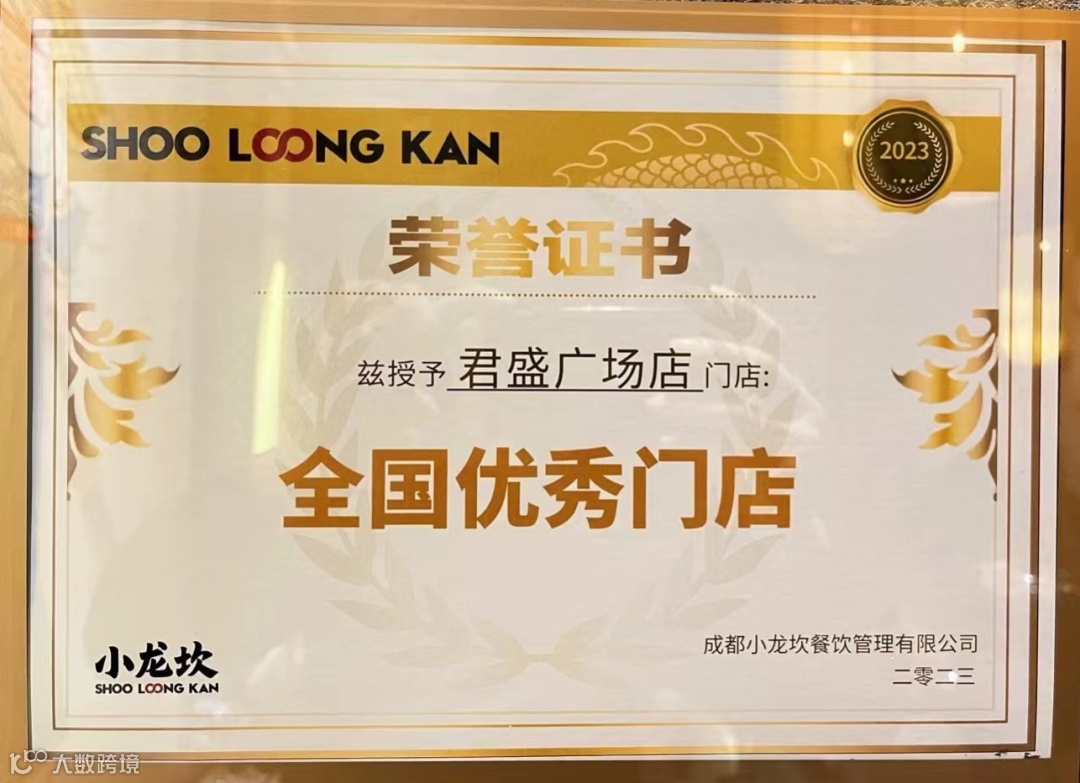 SHOO LOONG KAN
2023
荣誉证书
兹授予 君盛广场店 门店:
全国优秀门店
小龙坎
SHOO LOONG KAN
成都小龙坎餐饮管理有限公司
二零二三
大数跨境